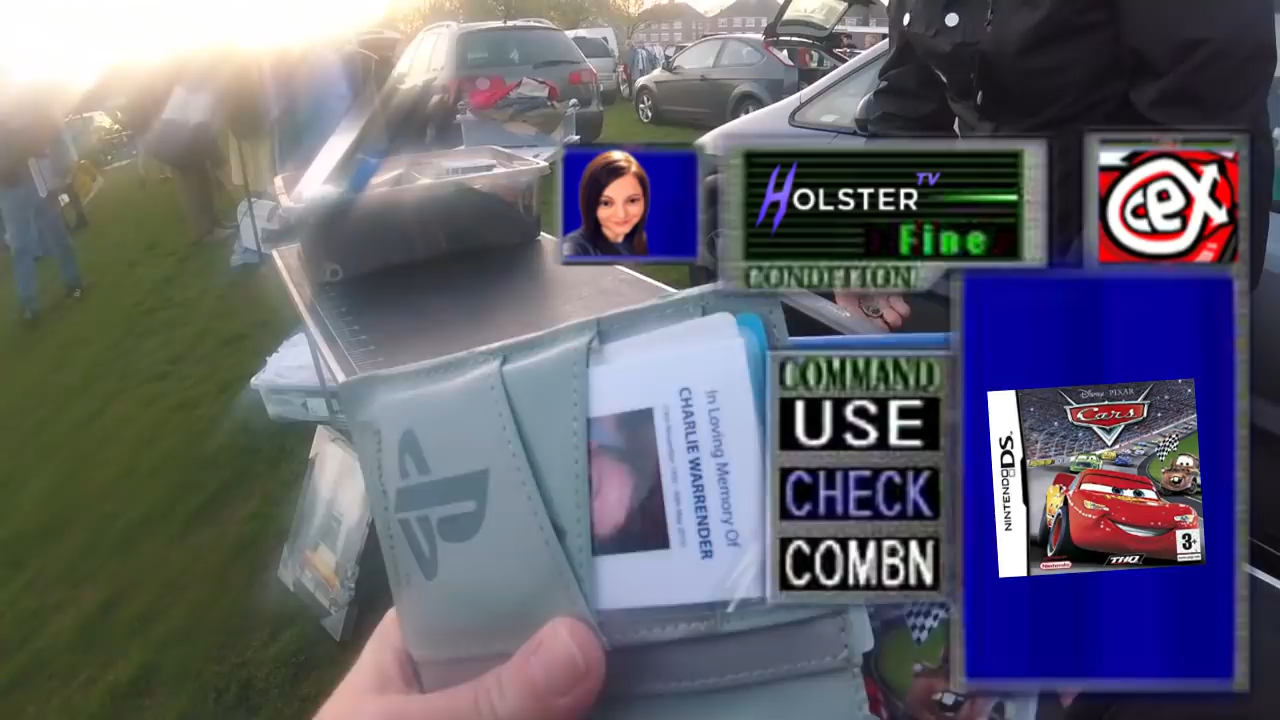 HOLSTER TV
Fine
CONDITION
cex
COMMAND
USE
CHECK
COMBN
In Loving Memory Of
CHARLIE WARRENDER
NINTENDO DS
Disney PIXAR
Cars
3+
Nintendo
THQ